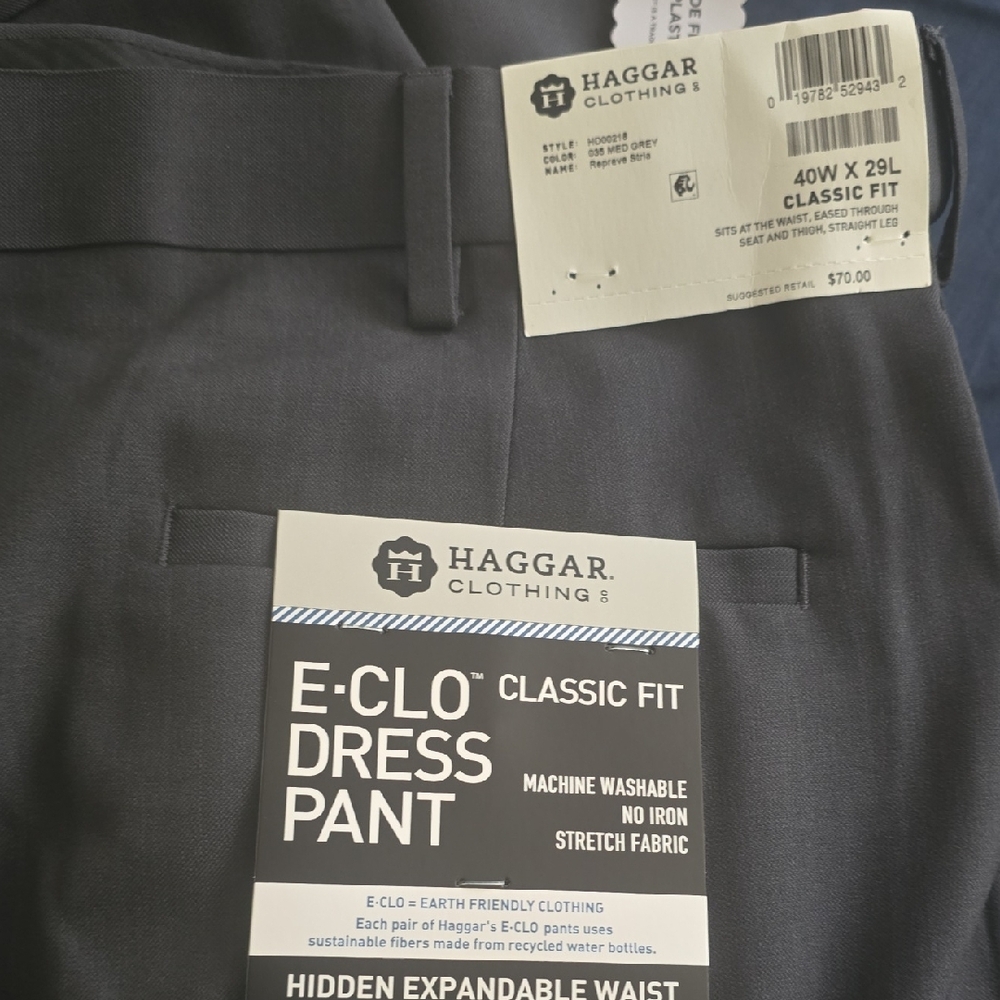 HAGGAR
CLOTHING CO
0 19782 52943 2
STYLE: HO00218
COLOR: 035 MED GREY
NAME: Repreve Stria
40W X 29L
CLASSIC FIT
SITS AT THE WAIST, EASED THROUGH
SEAT AND THIGH, STRAIGHT LEG
SUGGESTED RETAIL $70.00
HAGGAR.
CLOTHING CO
E·CLO™ CLASSIC FIT
DRESS
PANT
MACHINE WASHABLE
NO IRON
STRETCH FABRIC
E·CLO = EARTH FRIENDLY CLOTHING
Each pair of Haggar's E·CLO pants uses
sustainable fibers made from recycled water bottles.
HIDDEN EXPANDABLE WAIST